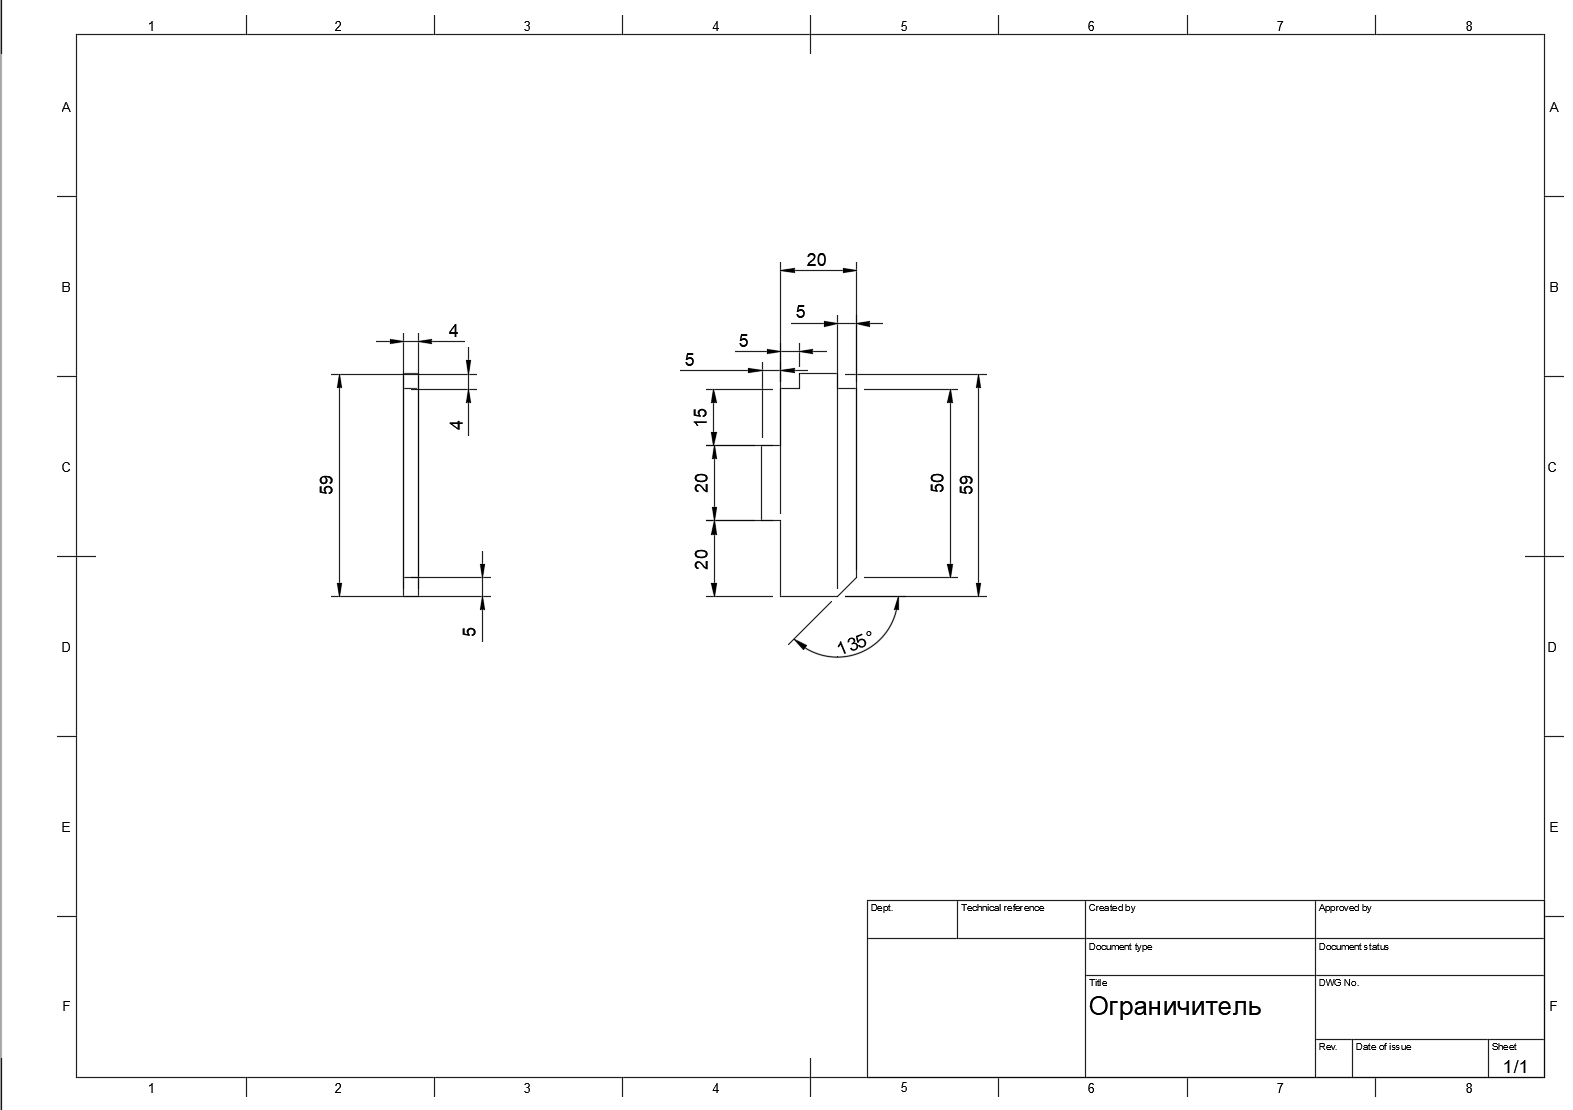 1 2 3 4 5 6 7 8
A A
B B
C C
D D
E E
F F
20
5
5
5
4
4
59
5
15
20
20
50
59
135°
Dept. Technical reference Created by Approved by
Document type Document status
Title DWG No.
Ограничитель
Rev. Date of issue Sheet
1/1
1 2 3 4 5 6 7 8